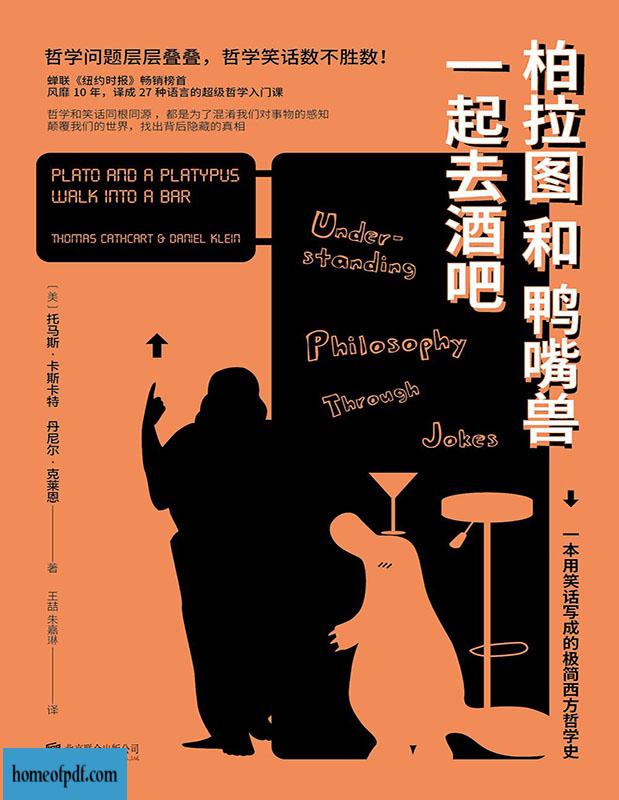 哲学问题层层叠叠，哲学笑话数不胜数！
蝉联《纽约时报》畅销榜首
风靡 10 年，译成 27 种语言的超级哲学入门课
哲学和笑话同根同源，都是为了混淆我们对事物的感知
颠覆我们的世界，找出背后隐藏的真相
柏拉图 和 鸭嘴兽
一起去酒吧
PLATO AND A PLATYPUS
WALK INTO A BAR
THOMAS CATHCART & DANIEL KLEIN
Under-
standing
Philosophy
Through
Jokes
［美］托马斯·卡斯卡特 丹尼尔·克莱恩——著
王喆 朱嘉琳——译
一本用笑话写成的极简西方哲学史
北京联合出版公司
homeofpdf.com